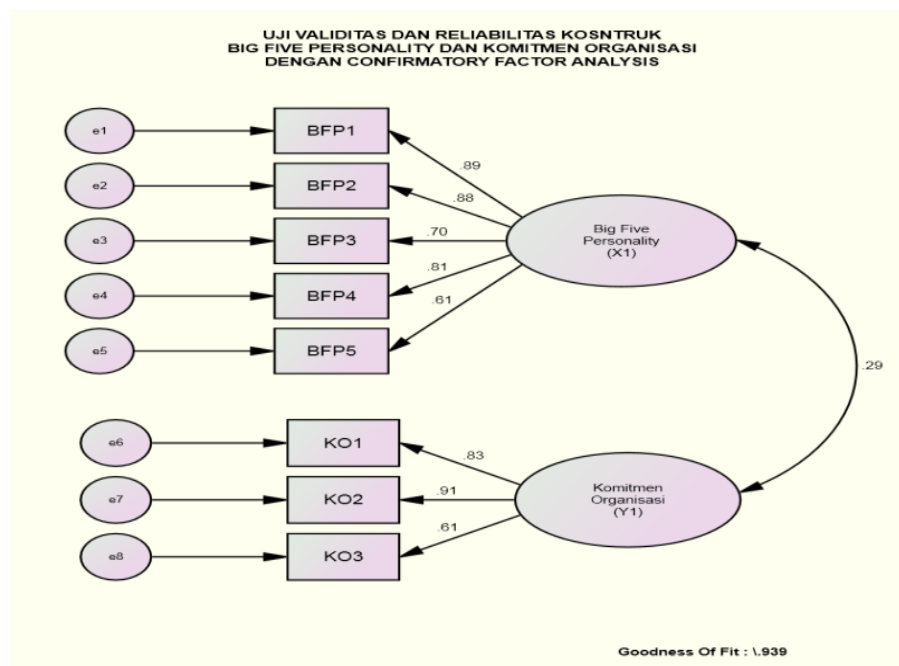 UJI VALIDITAS DAN RELIABILITAS KOSNTRUK
BIG FIVE PERSONALITY DAN KOMITMEN ORGANISASI
DENGAN CONFIRMATORY FACTOR ANALYSIS
e1
BFP1
.89
e2
BFP2
.88
e3
BFP3
.70
e4
BFP4
.81
e5
BFP5
.61
Big Five
Personality
(X1)
.29
e6
KO1
.83
e7
KO2
.91
e8
KO3
.61
Komitmen
Organisasi
(Y1)
Goodness Of Fit : \.939